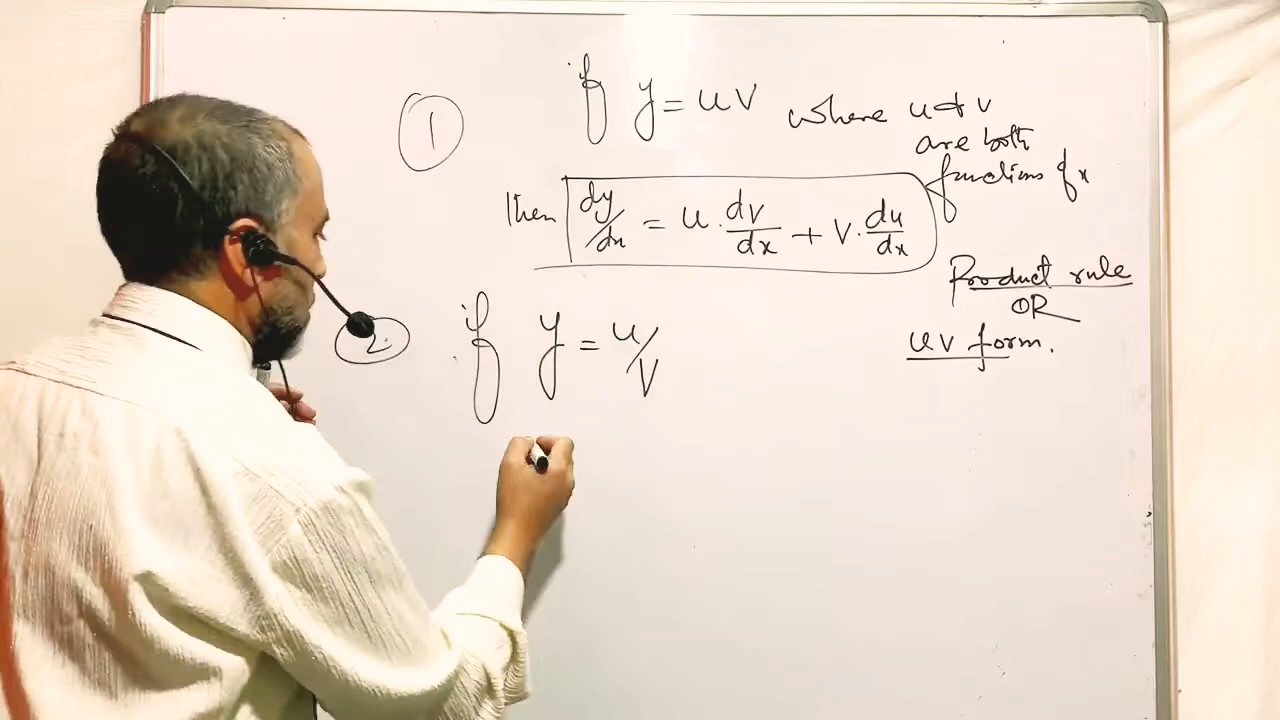 1
if y = uv where u & v
are both
functions of x
Then dy/dx = u . dv/dx + v . du/dx
Product rule
OR
uv form.
2. if y = u/v